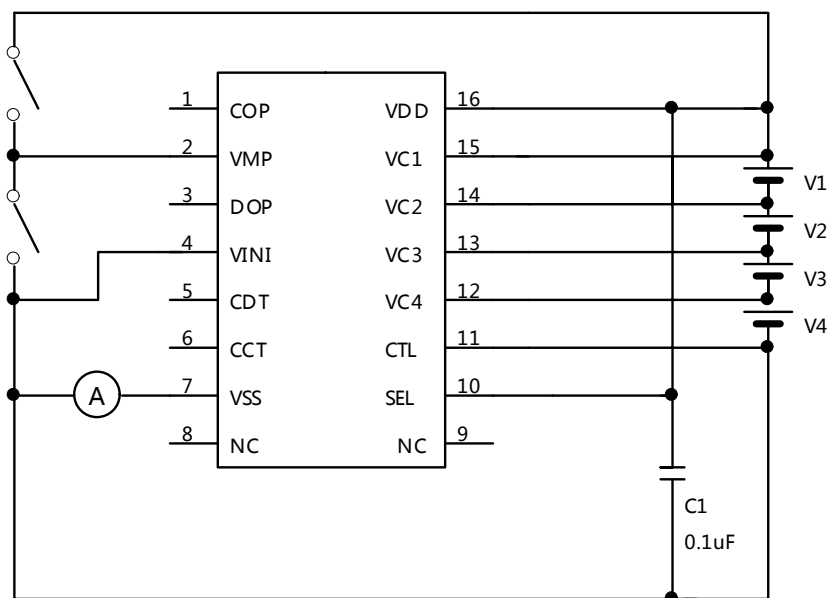 1 COP VDD 16
2 VMP VC1 15
V1
3 DOP VC2 14
V2
4 VINI VC3 13
V3
5 CDT VC4 12
V4
6 CCT CTL 11
A 7 VSS SEL 10
8 NC NC 9
C1
0.1uF